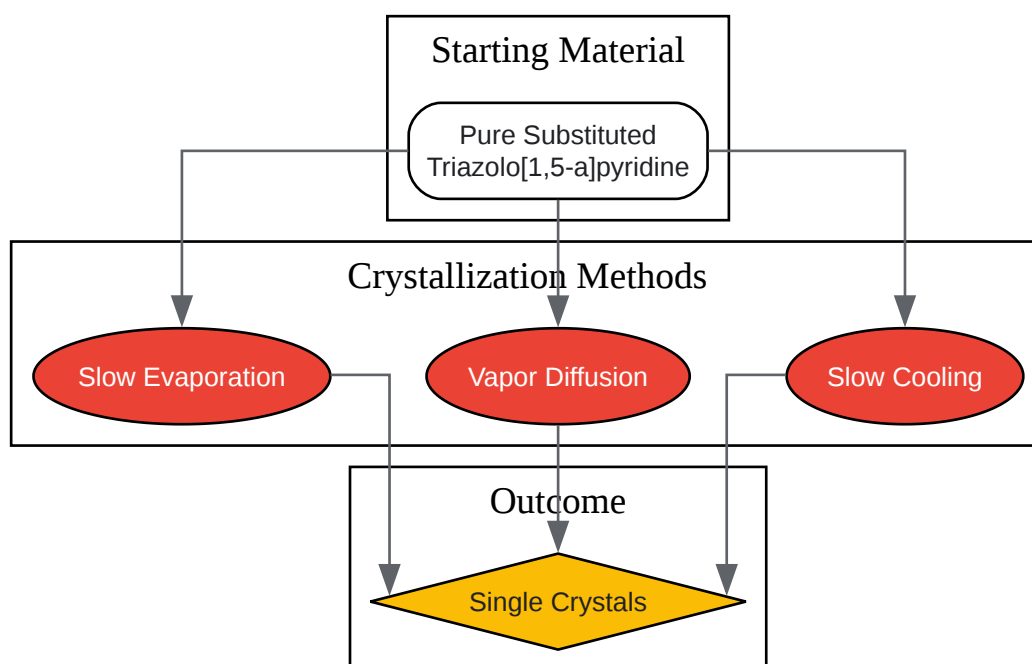 Starting Material
Pure Substituted
Triazolo[1,5-a]pyridine
Crystallization Methods
Slow Evaporation
Vapor Diffusion
Slow Cooling
Outcome
Single Crystals